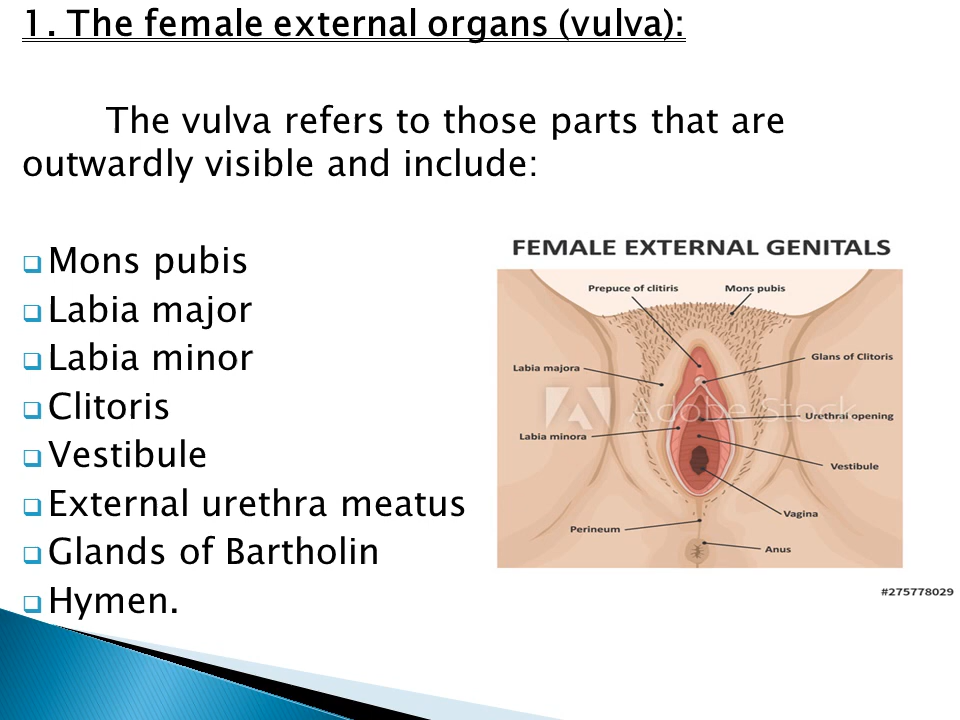 1. The female external organs (vulva):
The vulva refers to those parts that are
outwardly visible and include:
Mons pubis
Labia major
Labia minor
Clitoris
Vestibule
External urethra meatus
Glands of Bartholin
Hymen.
FEMALE EXTERNAL GENITALS
Prepuce of clitiris
Mons pubis
Labia majora
Glans of Clitoris
Adobe Stock
Urethral opening
Labia minora
Vestibule
Vagina
Perineum
Anus
#275778029